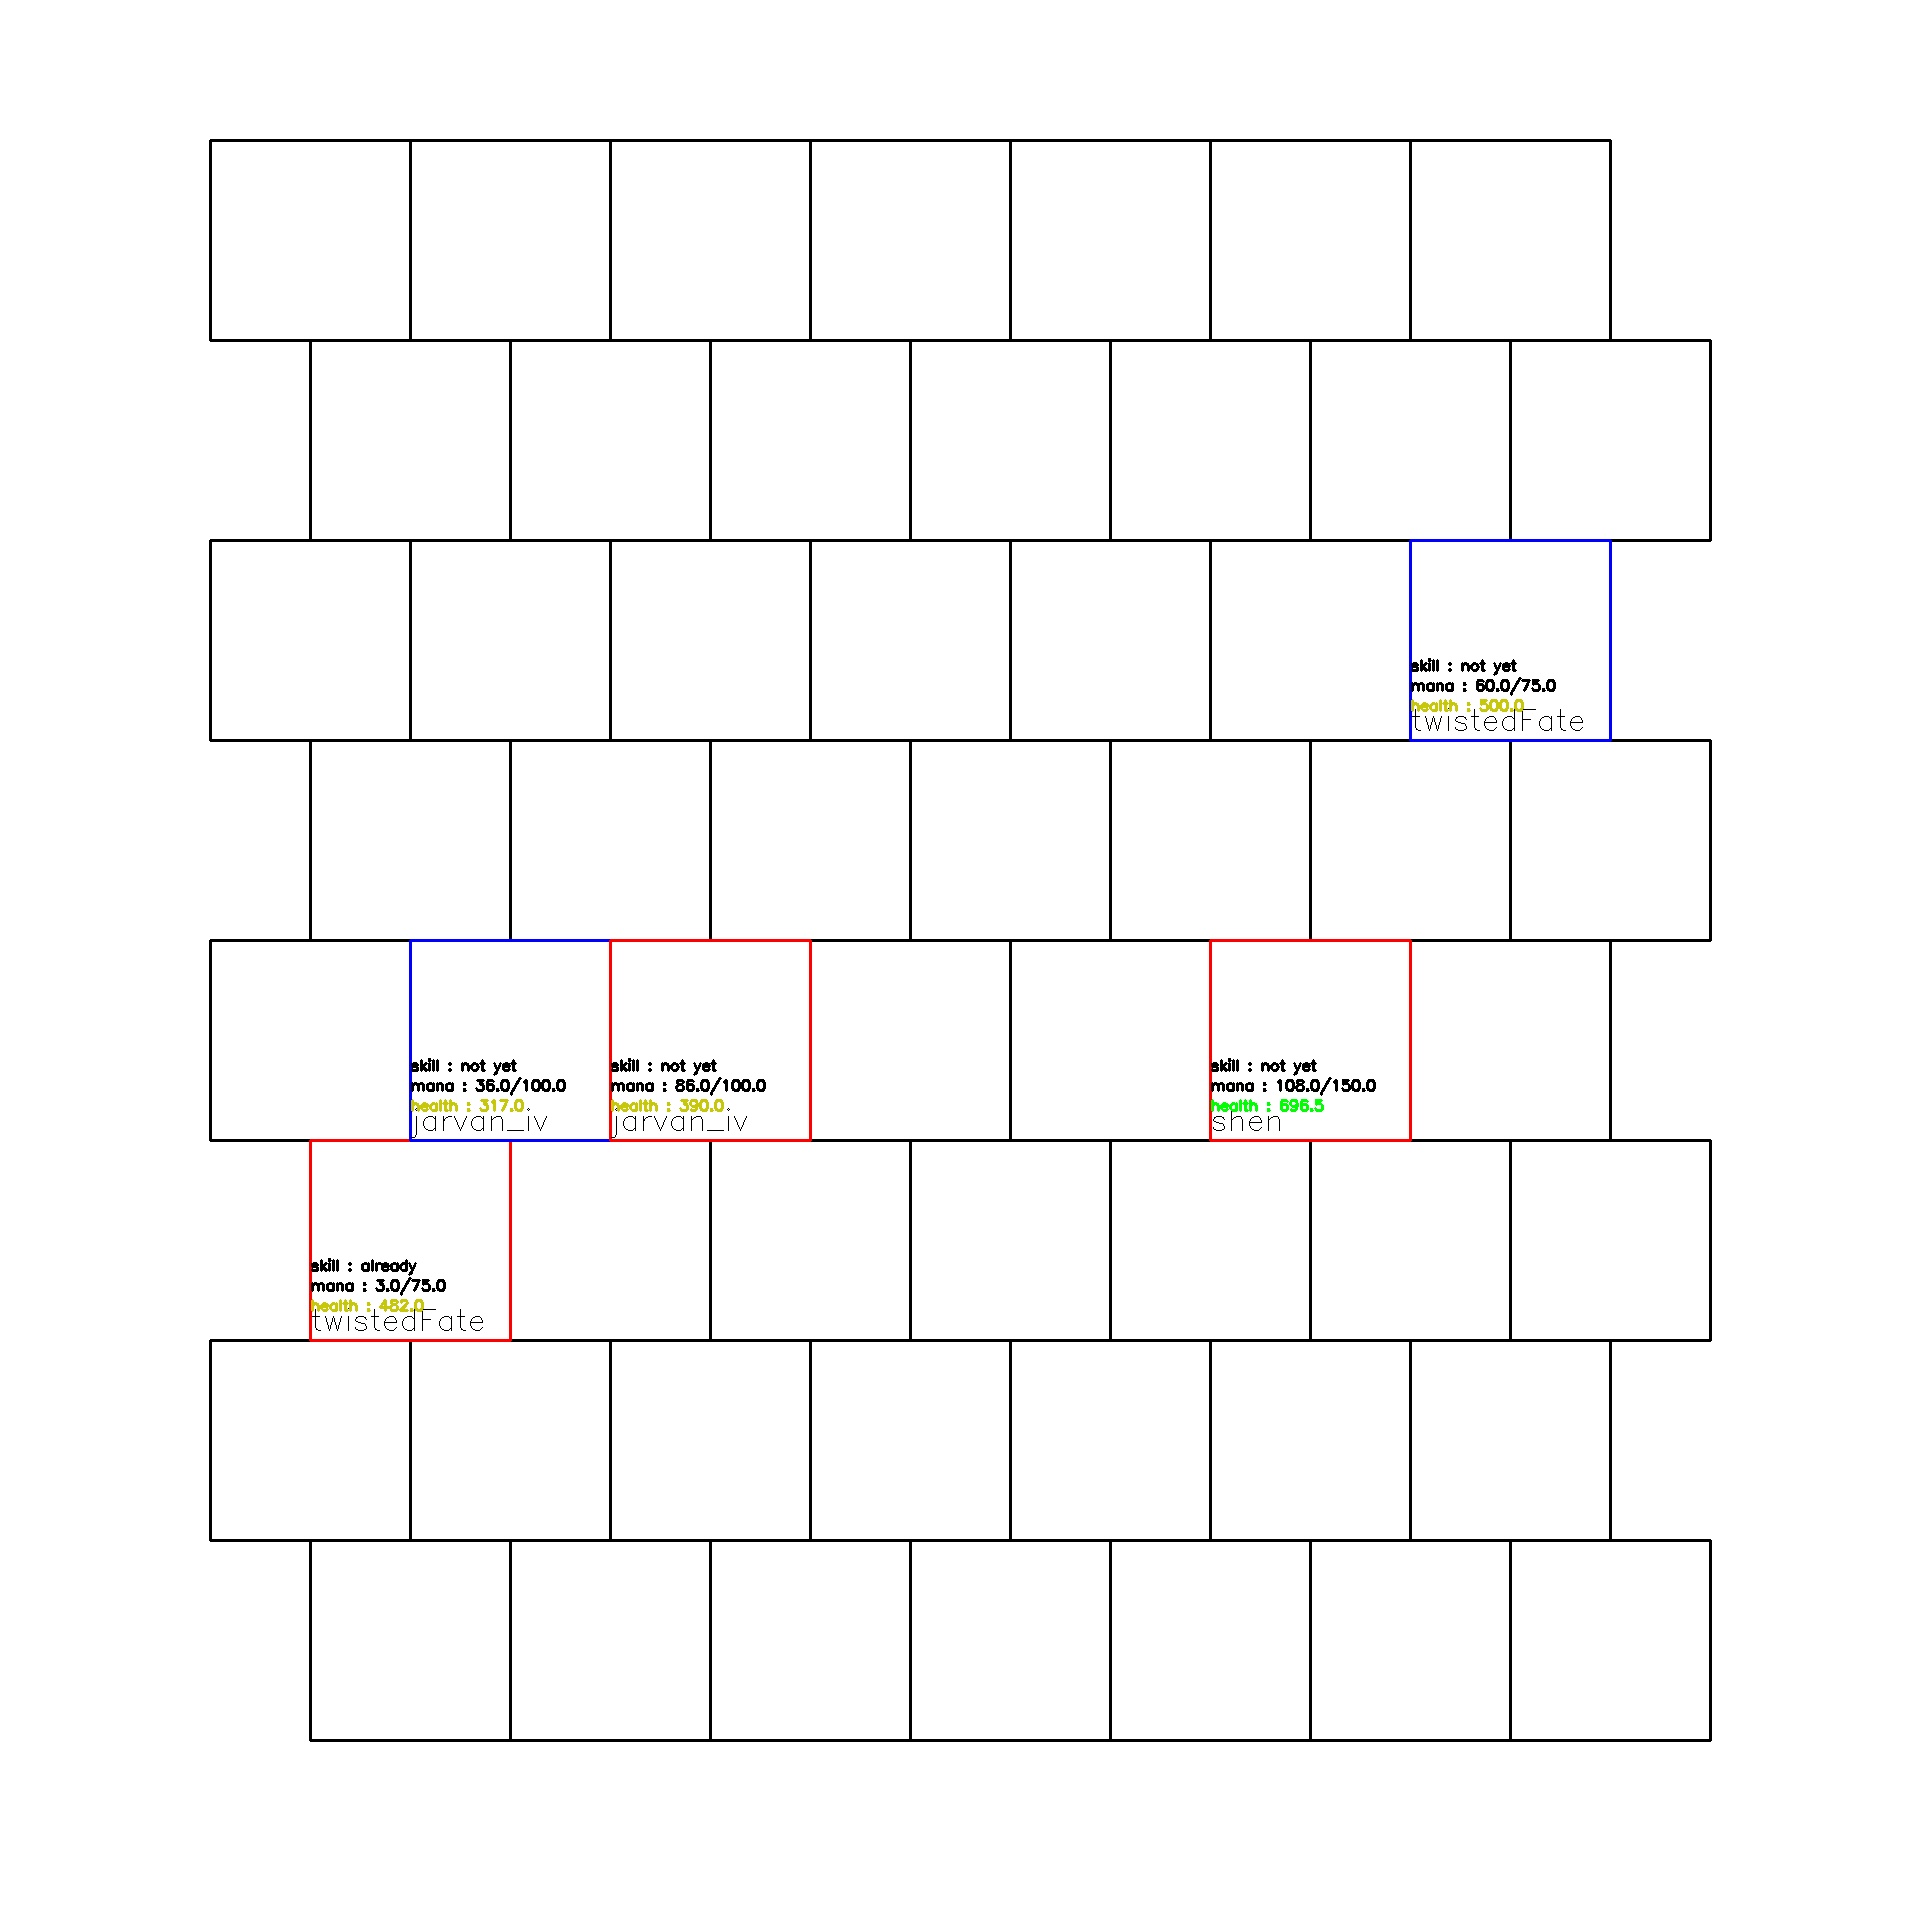 skill : not yet
mana : 60.0/75.0
health : 500.0
twistedFate
skill : not yet
mana : 36.0/100.0
health : 317.0
jarvan_iv
skill : not yet
mana : 86.0/100.0
health : 390.0
jarvan_iv
skill : not yet
mana : 108.0/150.0
health : 696.5
shen
skill : already
mana : 3.0/75.0
health : 482.0
twistedFate